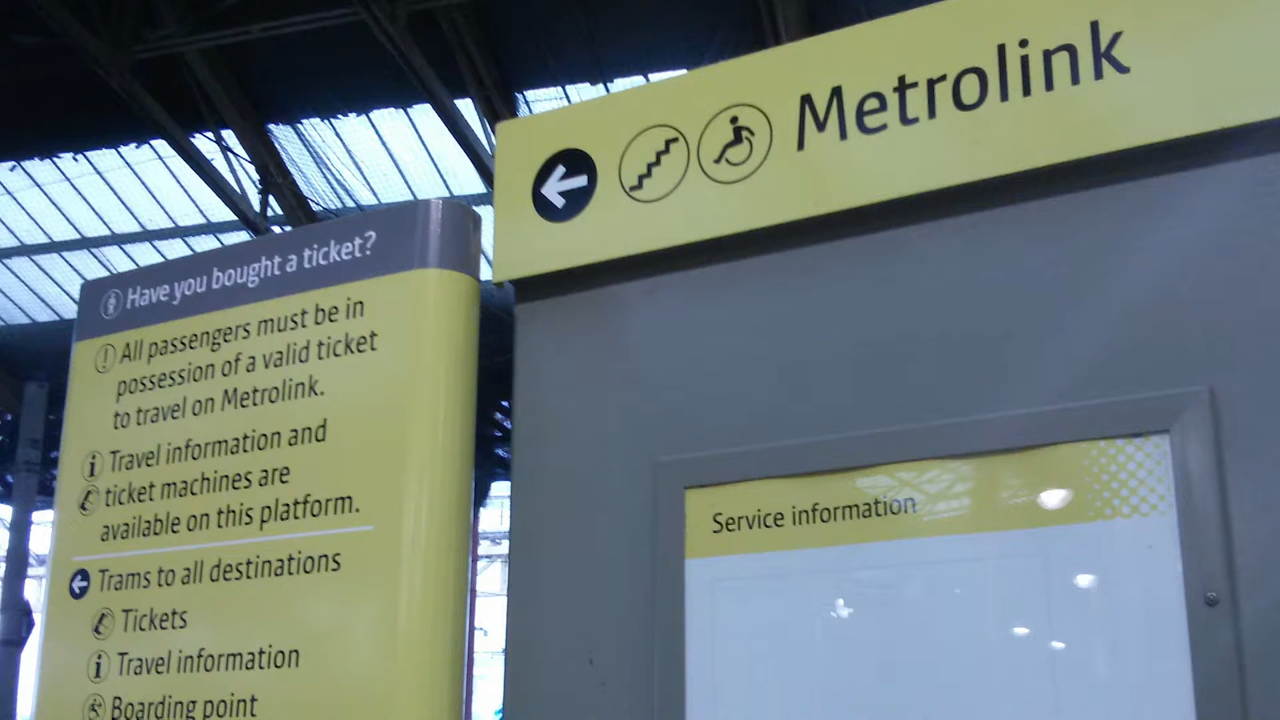 Metrolink
Have you bought a ticket?
All passengers must be in
possession of a valid ticket
to travel on Metrolink.
Travel information and
ticket machines are
available on this platform.
Trams to all destinations
Tickets
Travel information
Boarding point
Service information